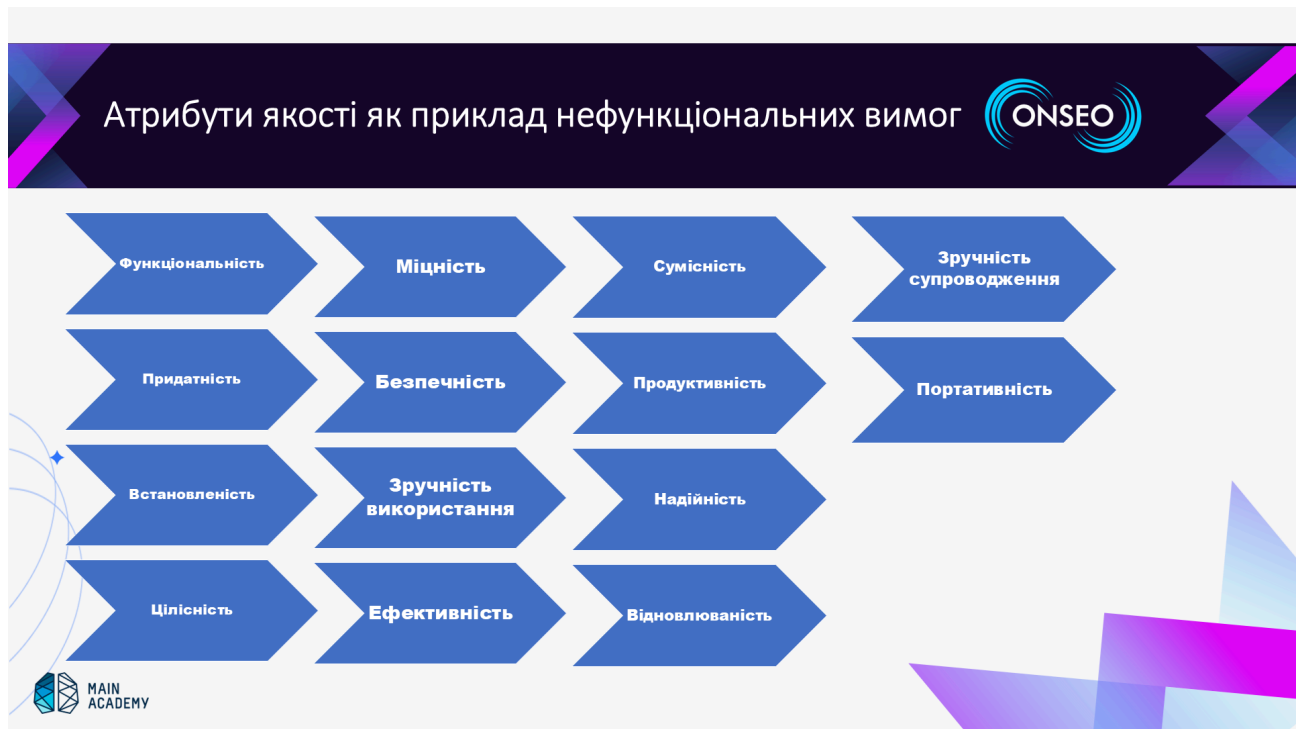 Атрибути якості як приклад нефункціональних вимог
ONSEO
Функціональність
Міцність
Сумісність
Зручність
супроводження
Придатність
Безпечність
Продуктивність
Портативність
Встановленість
Зручність
використання
Надійність
Цілісність
Ефективність
Відновлюваність
MAIN
ACADEMY